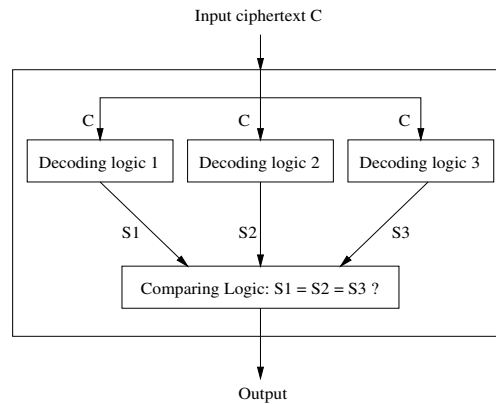 Input ciphertext C
C
C
C
Decoding logic 1
Decoding logic 2
Decoding logic 3
S1
S2
S3
Comparing Logic: S1 = S2 = S3 ?
Output